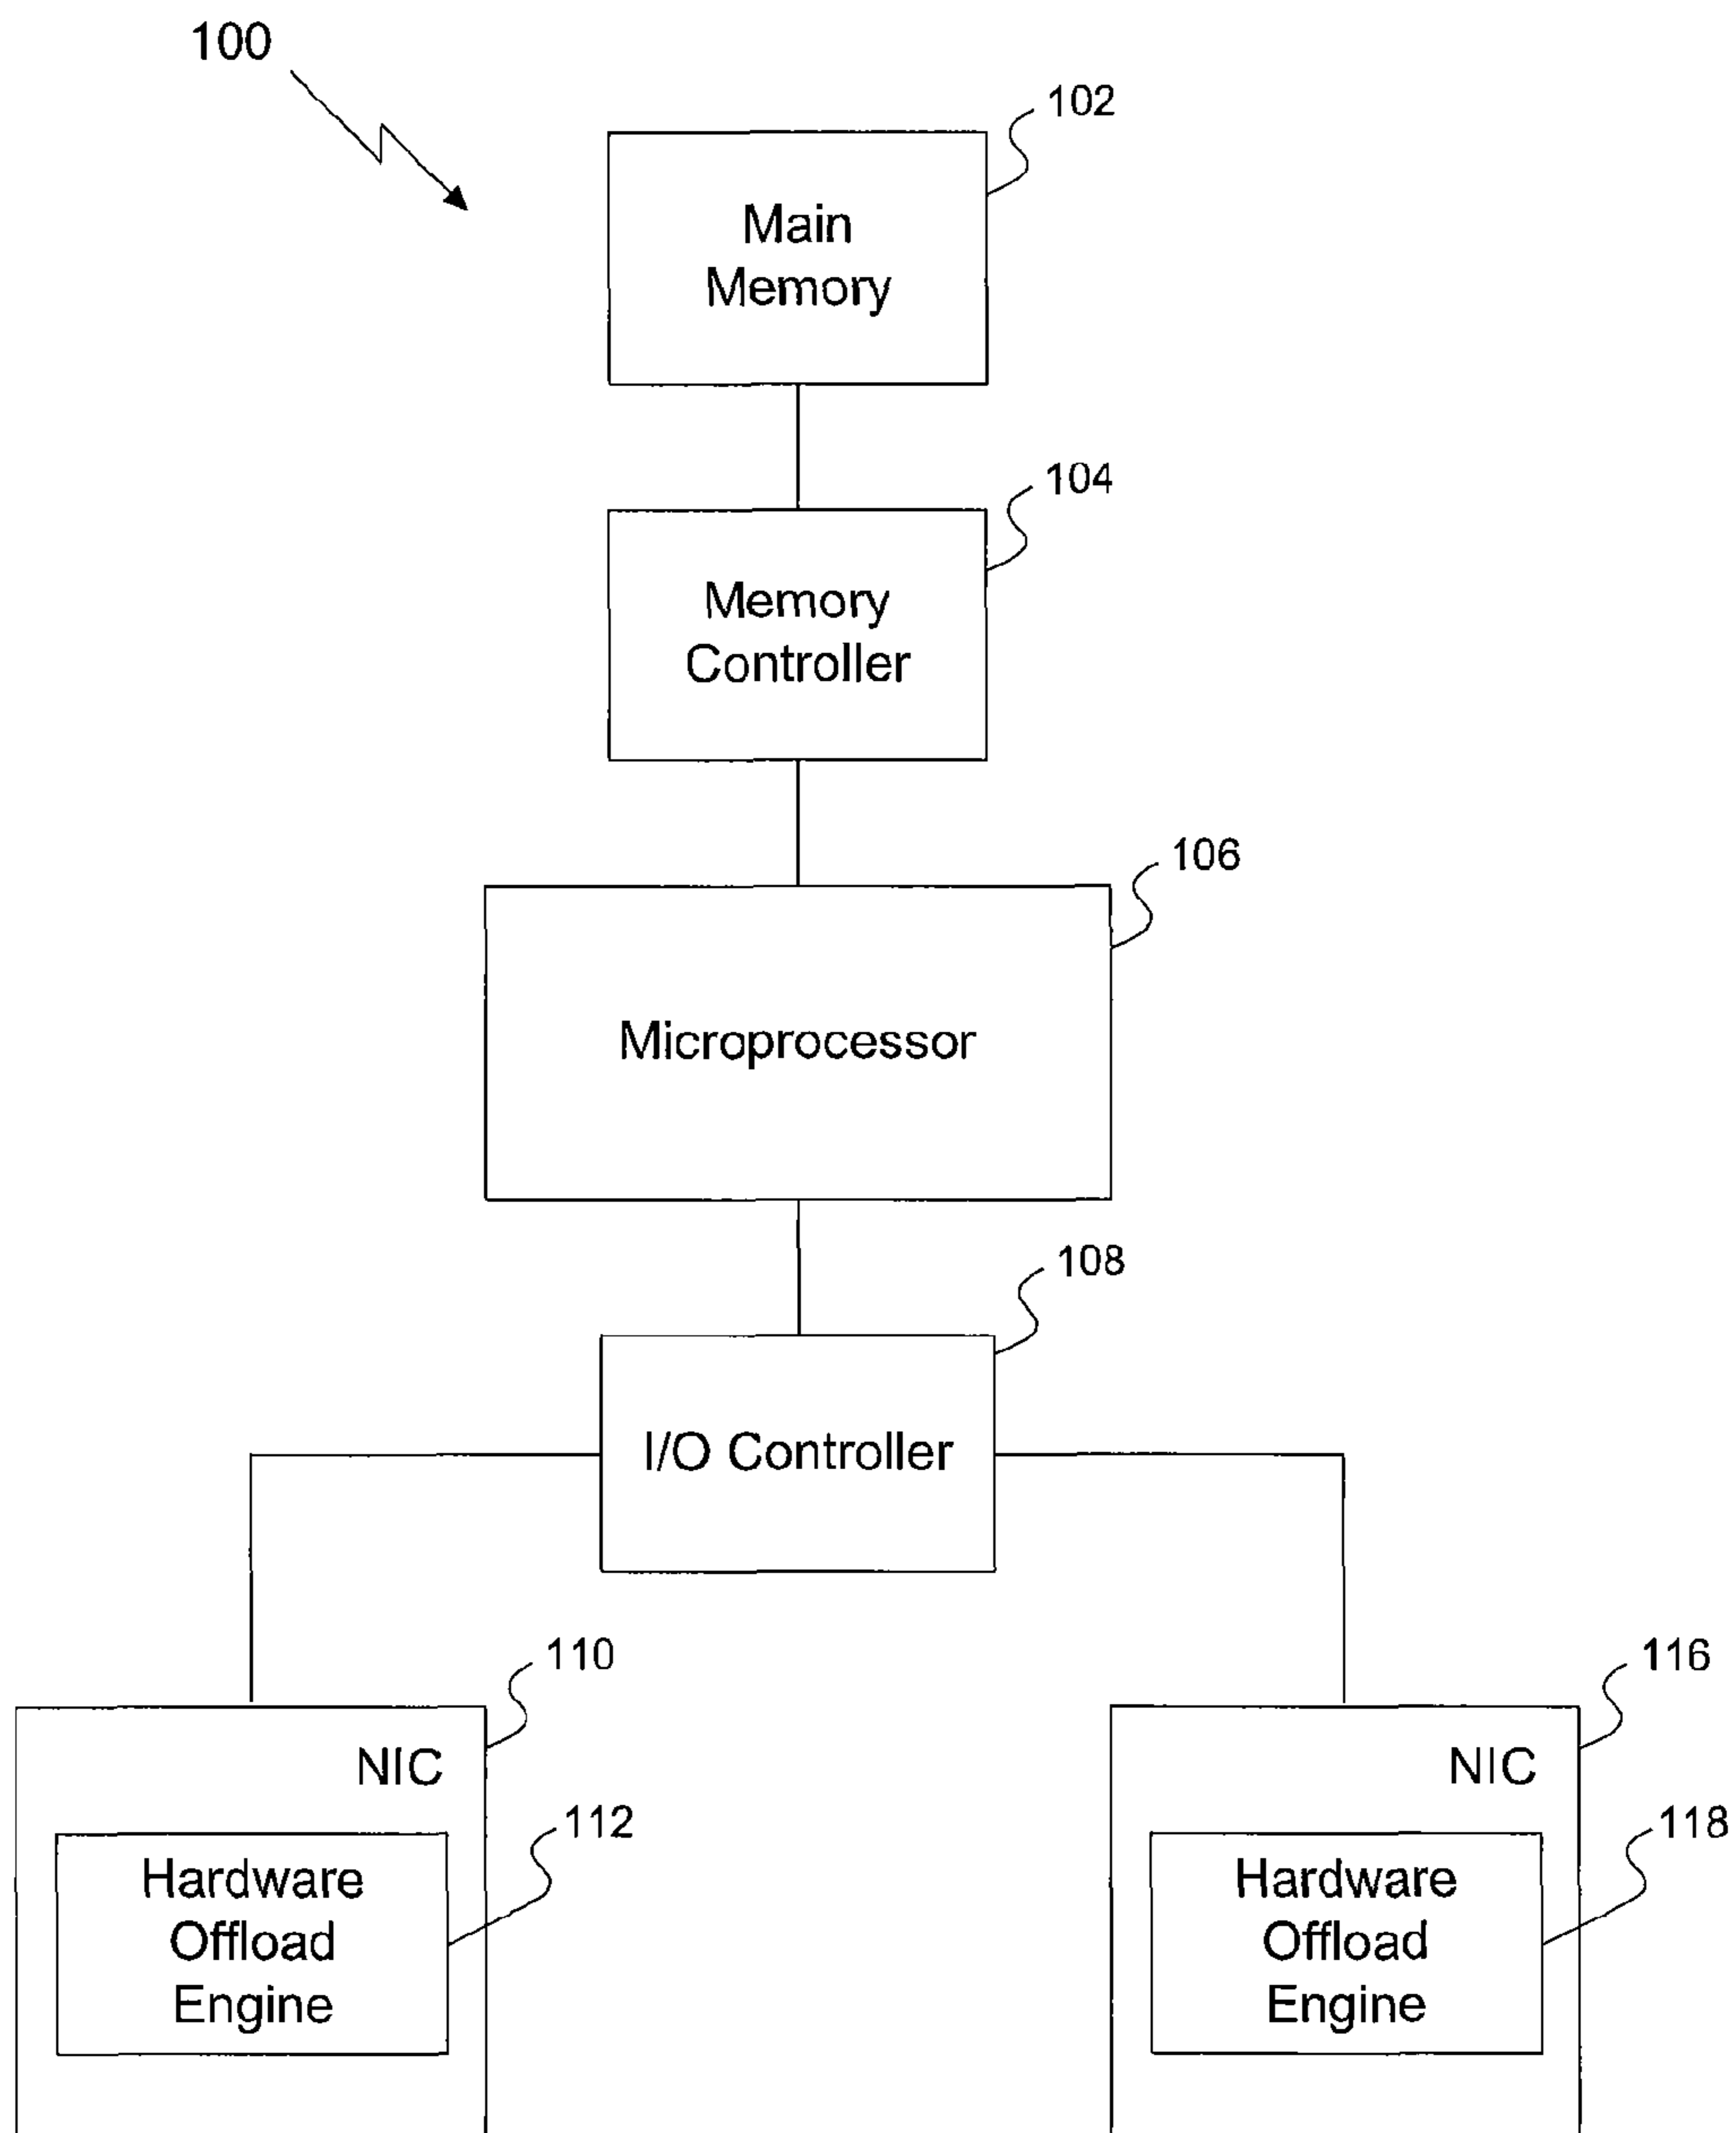 100
102
Main
Memory
104
Memory
Controller
106
Microprocessor
108
I/O Controller
110
NIC
112
Hardware
Offload
Engine
116
NIC
118
Hardware
Offload
Engine